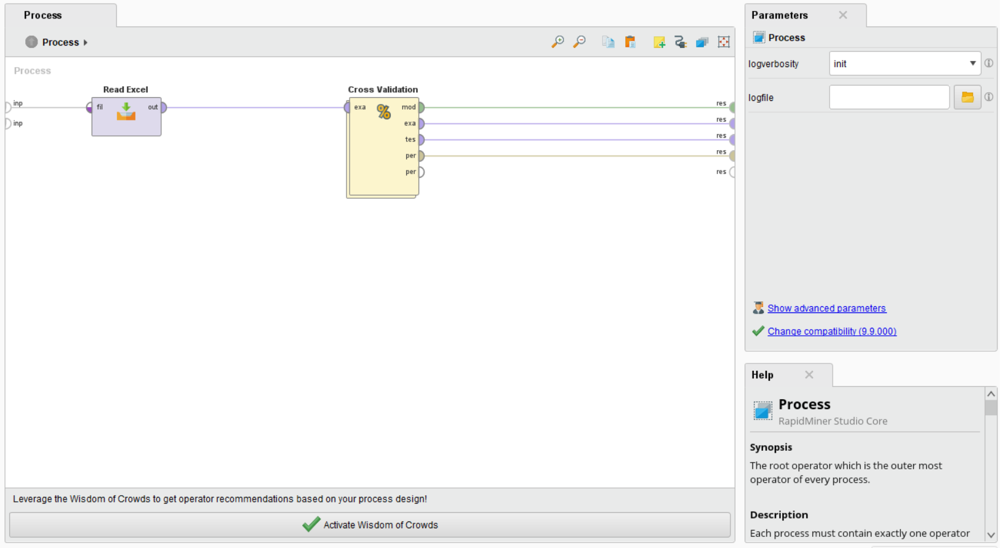 Process
Process
Process
Read Excel
Cross Validation
inp
fil
out
exa
mod
res
inp
exa
res
tes
res
per
res
per
res
Leverage the Wisdom of Crowds to get operator recommendations based on your process design!
Activate Wisdom of Crowds
Parameters
Process
logverbosity
init
logfile
Show advanced parameters
Change compatibility (9.9.000)
Help
Process
RapidMiner Studio Core
Synopsis
The root operator which is the outer most
operator of every process.
Description
Each process must contain exactly one operator